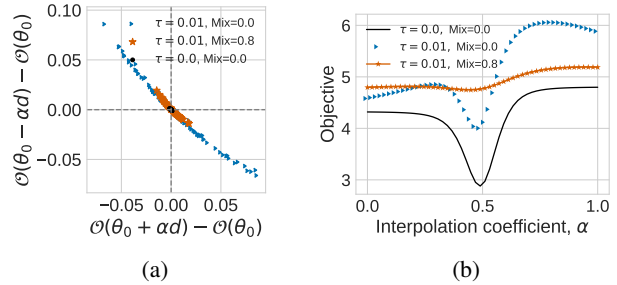 0.10
0.05
0.00
−0.05
−0.05
0.00
0.05
𝒪(θ₀ − αd) − 𝒪(θ₀)
𝒪(θ₀ + αd) − 𝒪(θ₀)
τ = 0.01, Mix=0.0
τ = 0.01, Mix=0.8
τ = 0.0, Mix=0.0
(a)
6
5
4
3
0.0
0.5
1.0
Objective
Interpolation coefficient, α
τ = 0.0, Mix=0.0
τ = 0.01, Mix=0.0
τ = 0.01, Mix=0.8
(b)